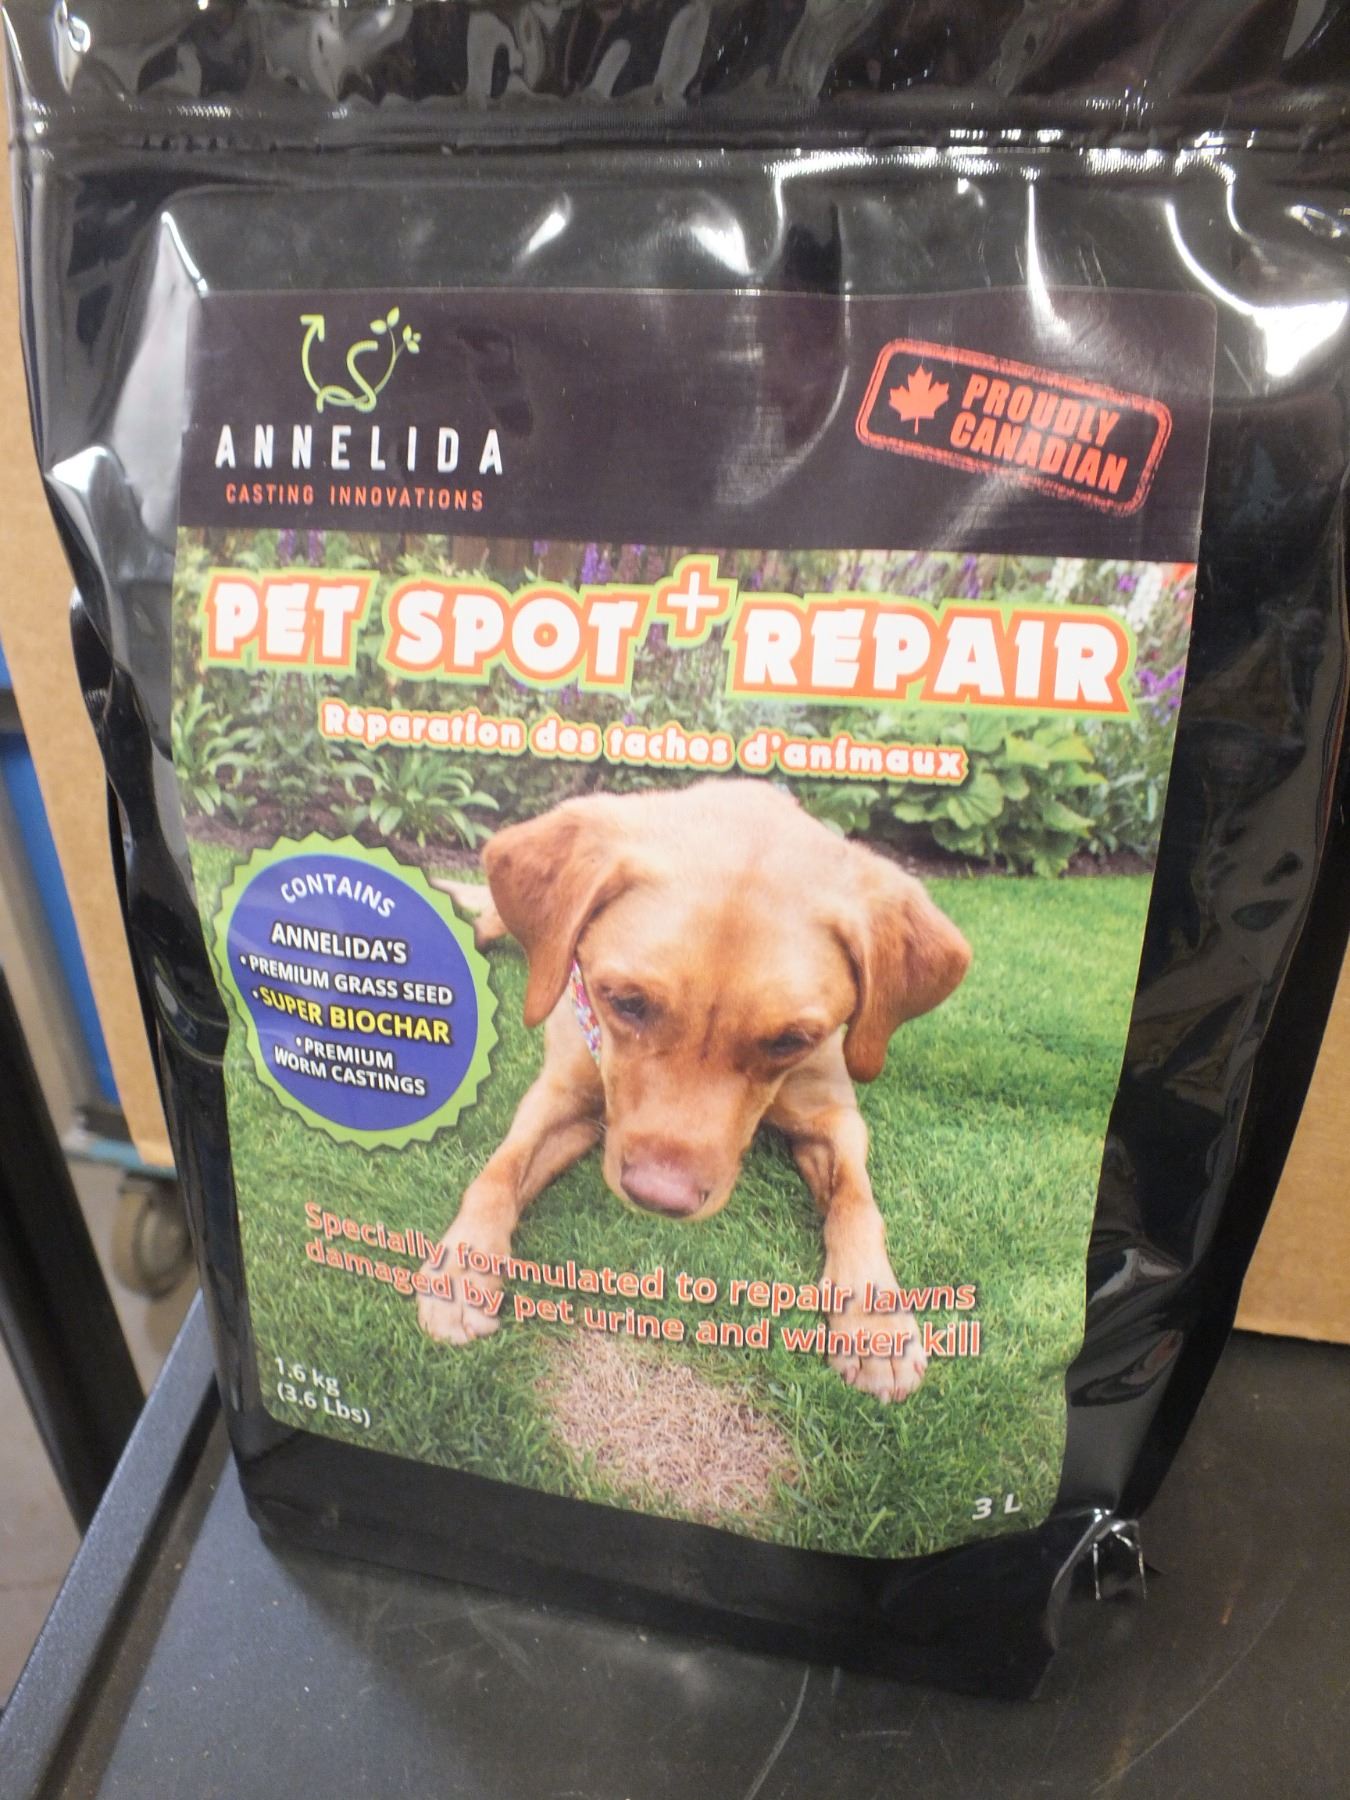 ANNELIDA
CASTING INNOVATIONS
PROUDLY
CANADIAN
PET SPOT+ REPAIR
Réparation des taches d'animaux
CONTAINS
ANNELIDA'S
• PREMIUM GRASS SEED
• SUPER BIOCHAR
• PREMIUM
WORM CASTINGS
Specially formulated to repair lawns
damaged by pet urine and winter kill
1.6 kg
(3.6 Lbs)
3 L